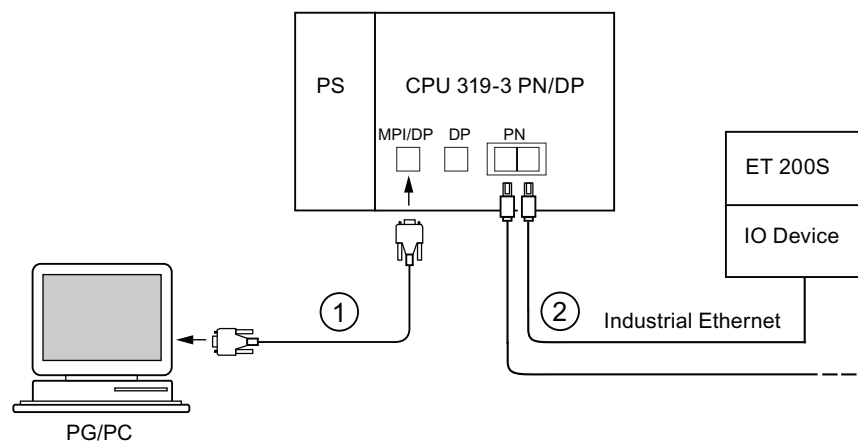 PS
CPU 319-3 PN/DP
MPI/DP DP PN
ET 200S
IO Device
1
2
Industrial Ethernet
PG/PC